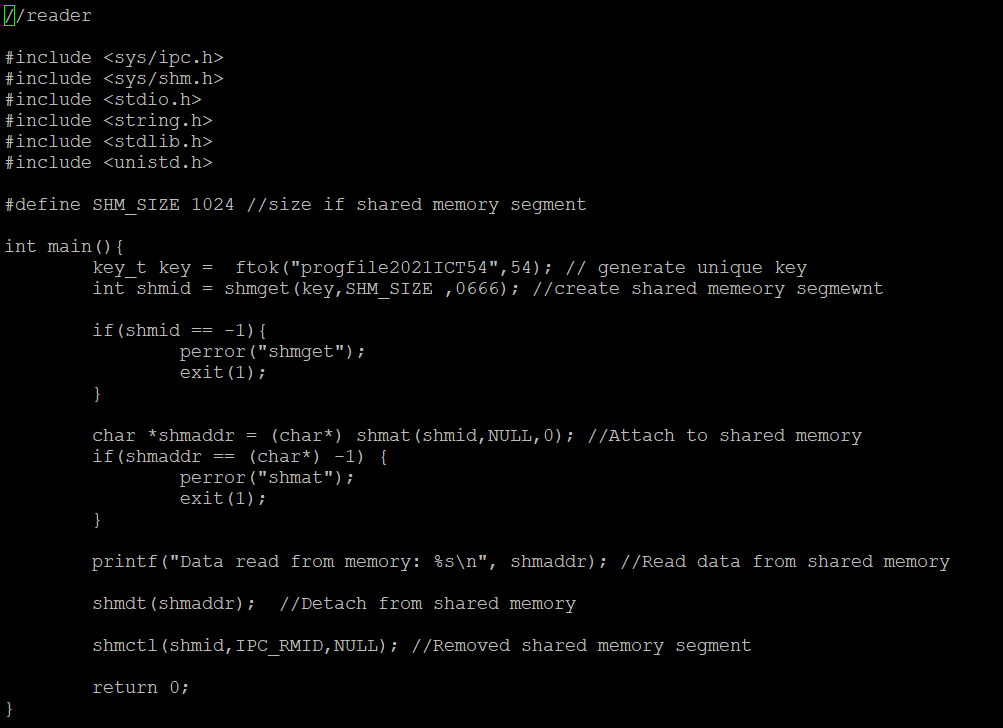 //reader

#include <sys/ipc.h>
#include <sys/shm.h>
#include <stdio.h>
#include <string.h>
#include <stdlib.h>
#include <unistd.h>

#define SHM_SIZE 1024 //size if shared memory segment

int main(){
        key_t key =  ftok("progfile2021ICT54",54); // generate unique key
        int shmid = shmget(key,SHM_SIZE ,0666); //create shared memeory segmewnt

        if(shmid == -1){
                perror("shmget");
                exit(1);
        }

        char *shmaddr = (char*) shmat(shmid,NULL,0); //Attach to shared memory
        if(shmaddr == (char*) -1) {
                perror("shmat");
                exit(1);
        }

        printf("Data read from memory: %s\n", shmaddr); //Read data from shared memory

        shmdt(shmaddr);  //Detach from shared memory

        shmctl(shmid,IPC_RMID,NULL); //Removed shared memory segment

        return 0;
}